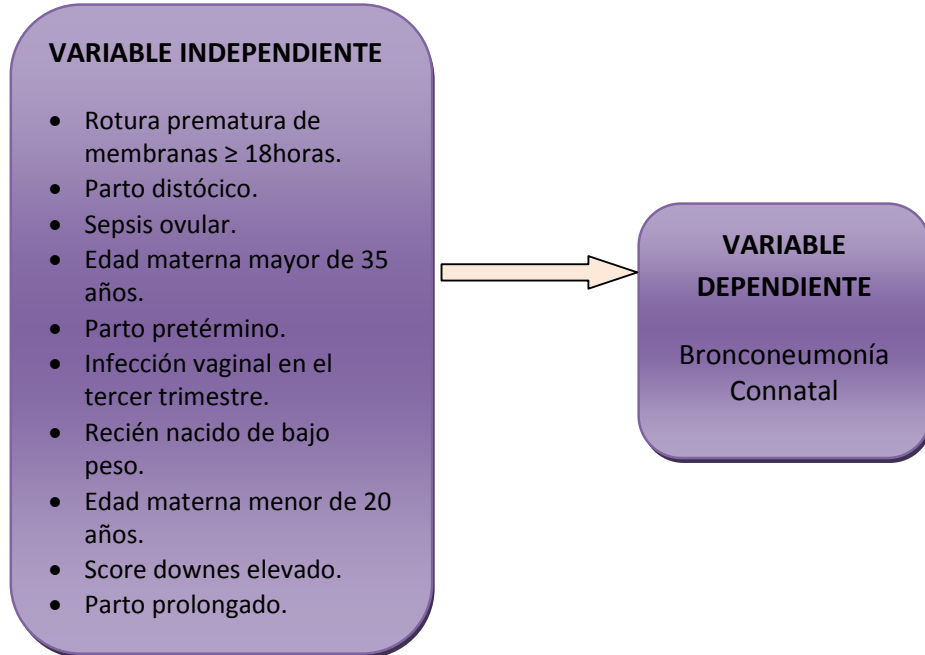 VARIABLE INDEPENDIENTE
• Rotura prematura de
membranas ≥ 18horas.
• Parto distócico.
• Sepsis ovular.
• Edad materna mayor de 35
años.
• Parto pretérmino.
• Infección vaginal en el
tercer trimestre.
• Recién nacido de bajo
peso.
• Edad materna menor de 20
años.
• Score downes elevado.
• Parto prolongado.
VARIABLE
DEPENDIENTE
Bronconeumonía
Connatal